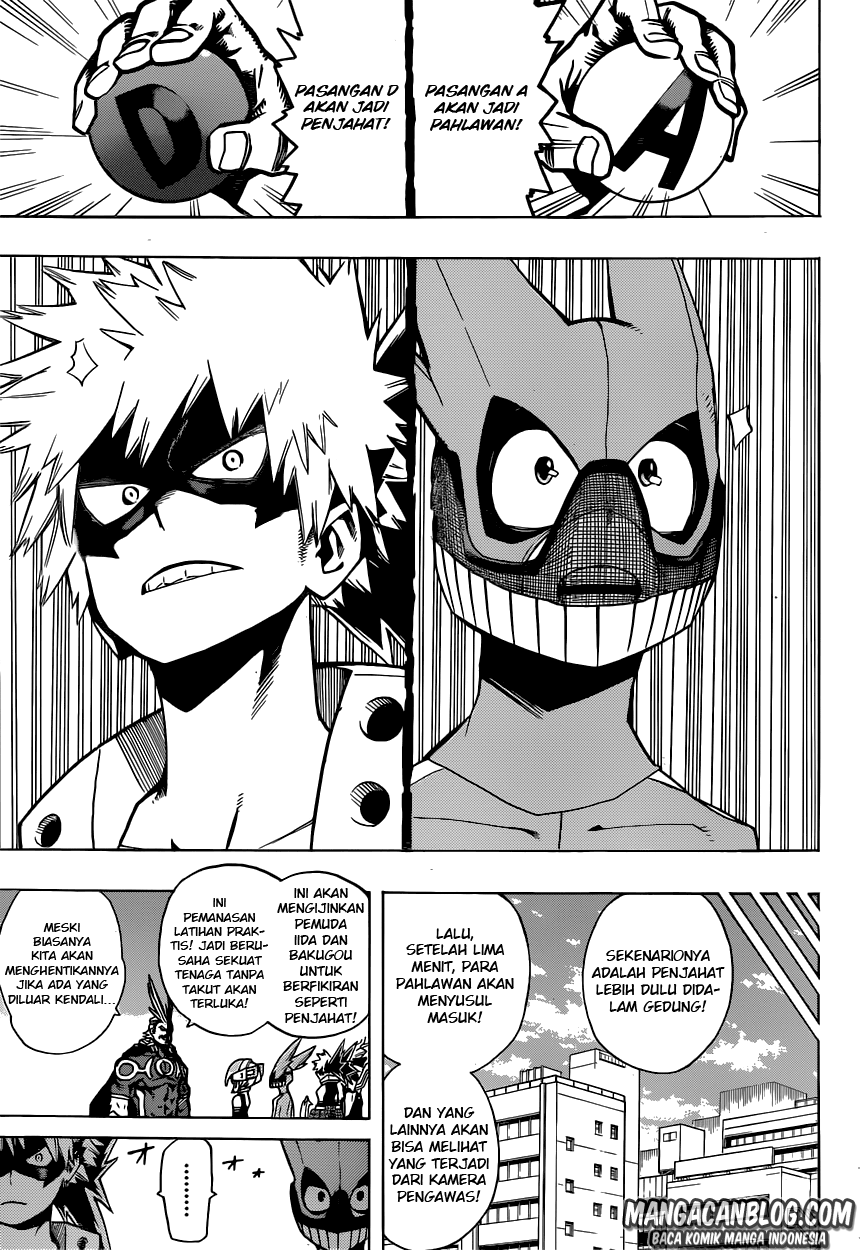 A
PASANGAN A
AKAN JADI
PAHLAWAN!
D
PASANGAN D
AKAN JADI
PENJAHAT!
SEKENARIONYA
ADALAH PENJAHAT
LEBIH DULU DIDA-
LAM GEDUNG!
LALU,
SETELAH LIMA
MENIT, PARA
PAHLAWAN AKAN
MENYUSUL
MASUK!
DAN YANG
LAINNYA AKAN
BISA MELIHAT
YANG TERJADI
DARI KAMERA
PENGAWAS!
INI AKAN
MENGIJINKAN
PEMUDA
IIDA DAN
BAKUGOU
UNTUK
BERFIKIRAN
SEPERTI
PENJAHAT!
INI
PEMANASAN
LATIHAN PRAK-
TIS! JADI BERU-
SAHA SEKUAT
TENAGA TANPA
TAKUT AKAN
TERLUKA!
MESKI
BIASANYA
KITA AKAN
MENGHENTIKANNYA
JIKA ADA YANG
DILUAR KENDALI...
MANGACANBLOG.COM
BACA KOMIK MANGA INDONESIA